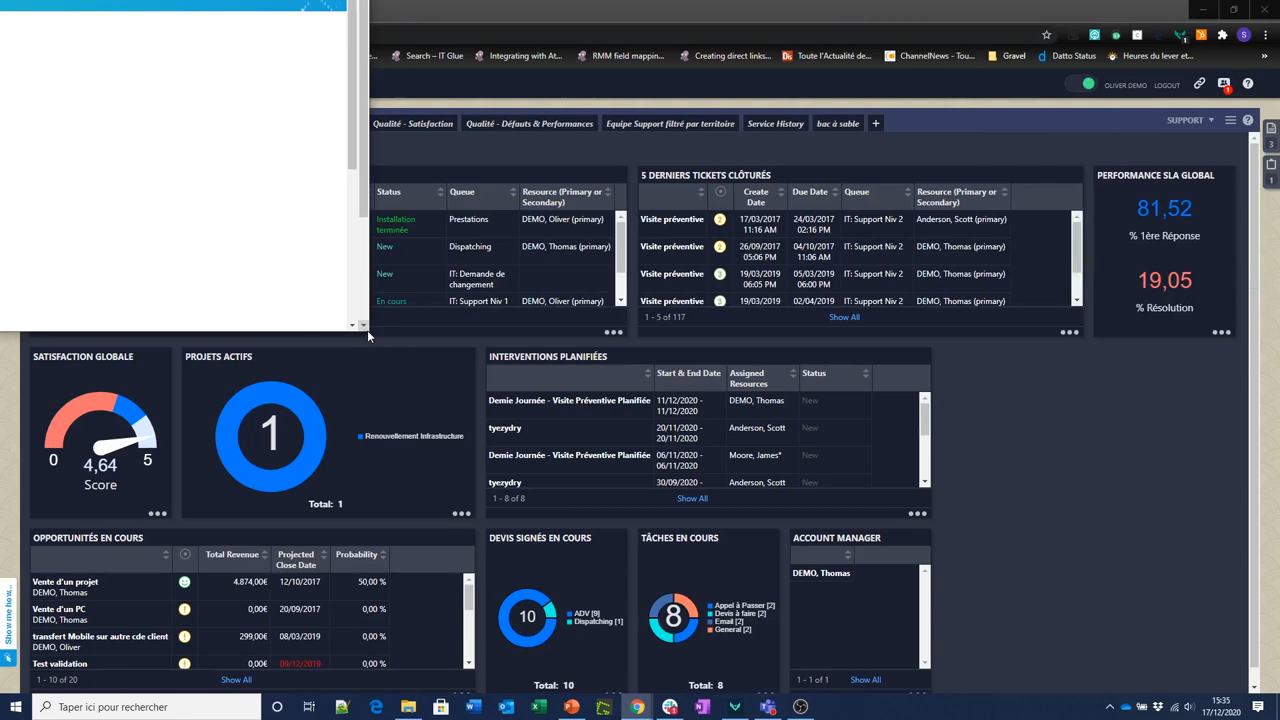 Search – IT Glue
Integrating with At...
RMM field mappin...
Creating direct links...
Ds Toute l'Actualité de...
ChannelNews - Tou...
Gravel
Datto Status
Heures du lever et...
OLIVER DEMO
LOGOUT
1
Qualité - Satisfaction
Qualité - Défauts & Performances
Equipe Support filtré par territoire
Service History
bac à sable
+
SUPPORT
3
1
Status
Queue
Resource (Primary or Secondary)
Installation terminée
Prestations
DEMO, Oliver (primary)
New
Dispatching
DEMO, Thomas (primary)
New
IT: Demande de changement
En cours
IT: Support Niv 1
DEMO, Oliver (primary)
5 DERNIERS TICKETS CLÔTURÉS
Create Date
Due Date
Queue
Resource (Primary or Secondary)
Visite préventive
2
17/03/2017 11:16 AM
24/03/2017 02:16 PM
IT: Support Niv 2
Anderson, Scott (primary)
Visite préventive
2
26/09/2017 05:06 PM
04/10/2017 11:06 AM
IT: Support Niv 2
DEMO, Thomas (primary)
Visite préventive
3
19/03/2019 06:05 PM
05/03/2019 06:00 PM
IT: Support Niv 2
DEMO, Thomas (primary)
Visite préventive
3
19/03/2019
02/04/2019
IT: Support Niv 2
DEMO, Thomas (primary)
1 - 5 of 117
Show All
PERFORMANCE SLA GLOBAL
81,52
% 1ère Réponse
19,05
% Résolution
SATISFACTION GLOBALE
0
5
4,64
Score
PROJETS ACTIFS
1
Renouvellement Infrastructure
Total: 1
INTERVENTIONS PLANIFIÉES
Start & End Date
Assigned Resources
Status
Demie Journée - Visite Préventive Planifiée
11/12/2020 - 11/12/2020
DEMO, Thomas
New
tyezydry
20/11/2020 - 20/11/2020
Anderson, Scott
New
Demie Journée - Visite Préventive Planifiée
06/11/2020 - 06/11/2020
Moore, James*
New
tyezydry
30/09/2020 -
Anderson, Scott
New
1 - 8 of 8
Show All
OPPORTUNITÉS EN COURS
Total Revenue
Projected Close Date
Probability
Vente d'un projet
DEMO, Thomas
4.874,00€
12/10/2017
50,00 %
Vente d'un PC
DEMO, Thomas
0,00€
20/09/2017
0,00 %
transfert Mobile sur autre cde client
DEMO, Oliver
299,00€
08/03/2019
0,00 %
Test validation
0,00€
09/12/2019
0,00 %
1 - 10 of 20
Show All
DEVIS SIGNÉS EN COURS
10
ADV [9]
Dispatching [1]
Total: 10
TÂCHES EN COURS
8
Appel à Passer [2]
Devis à faire [2]
Email [2]
General [2]
Total: 8
ACCOUNT MANAGER
DEMO, Thomas
1 - 1 of 1
Show All
Show me how...
Taper ici pour rechercher
15:35
17/12/2020